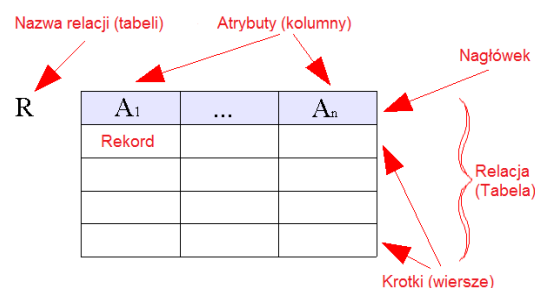 Nazwa relacji (tabeli)
Atrybuty (kolumny)
Nagłówek
R
A1 ... An
Rekord
Relacja
(Tabela)
Krotki (wiersze)